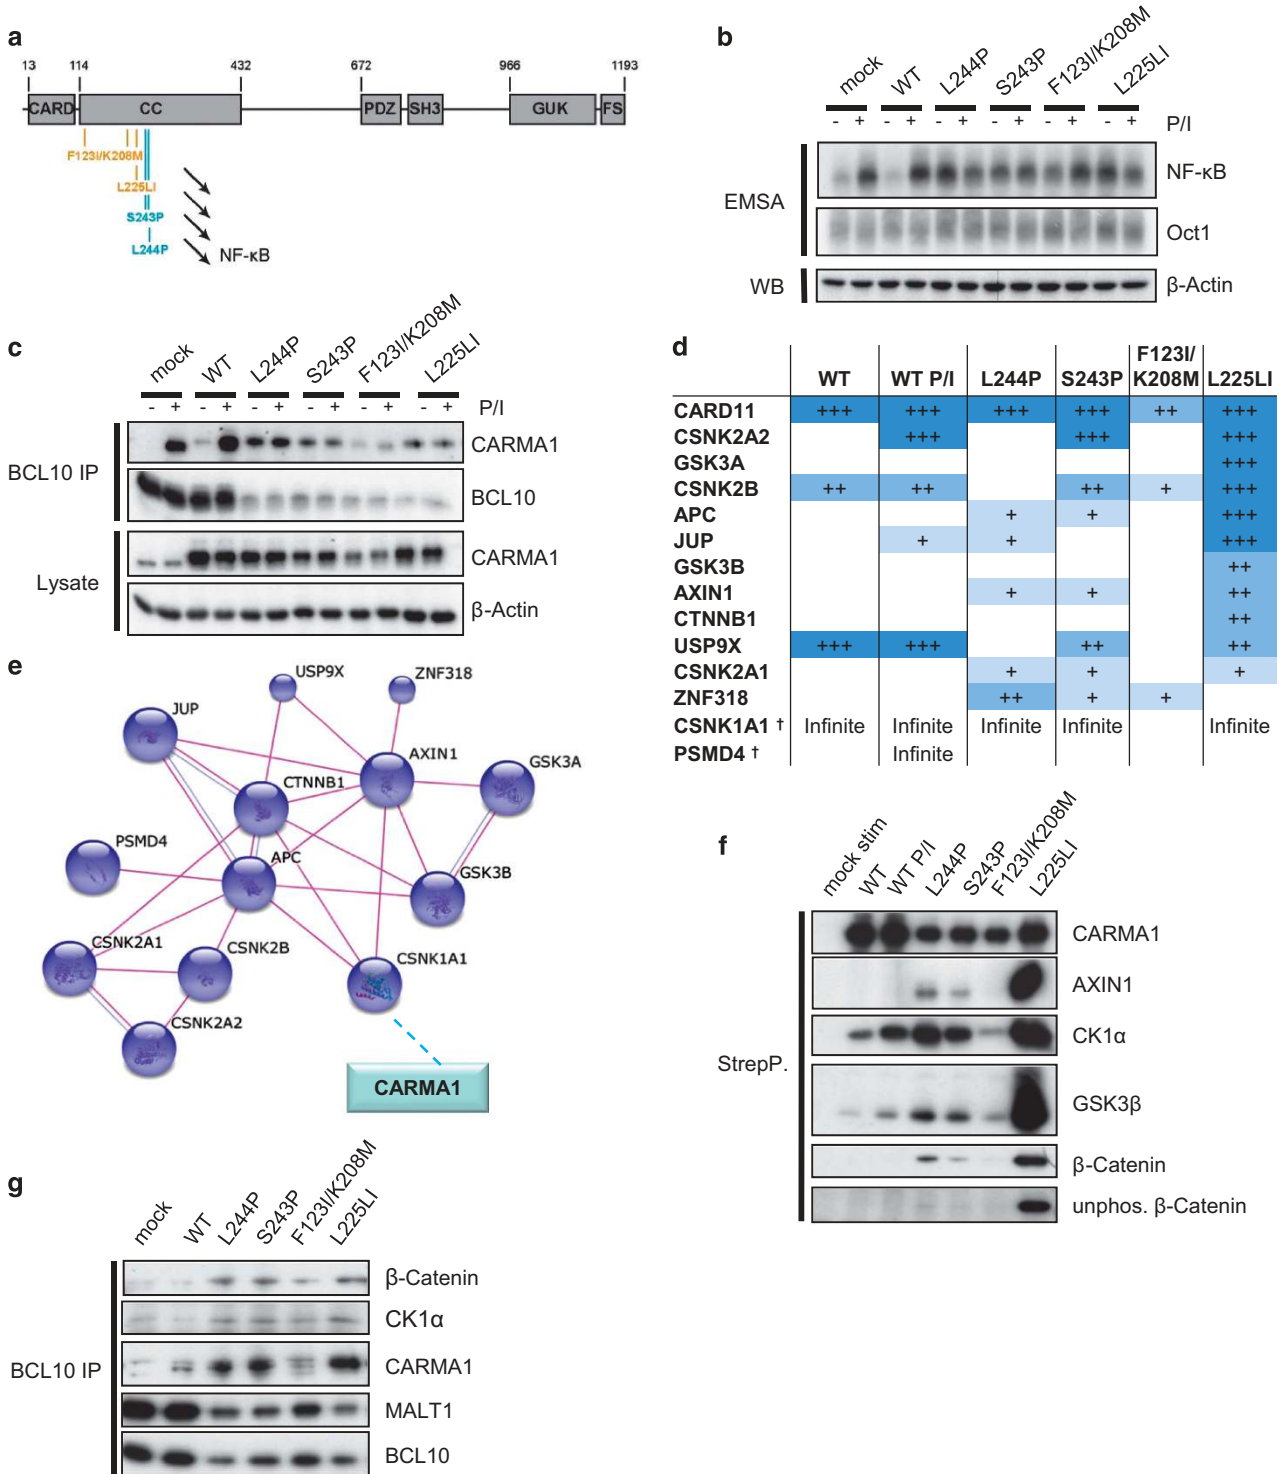 a
13 114 432 672 966 1193
CARD CC PDZ SH3 GUK FS
F123I/K208M
L225LI
S243P
L244P
NF-κB
b
mock WT L244P S243P F123I/K208M L225LI
- + - + - + - + - + - + P/I
EMSA
NF-κB
Oct1
WB
β-Actin
c
mock WT L244P S243P F123I/K208M L225LI
- + - + - + - + - + - + P/I
BCL10 IP
CARMA1
BCL10
Lysate
CARMA1
β-Actin
d
WT WT P/I L244P S243P F123I/K208M L225LI
CARD11 +++ +++ +++ +++ ++ +++
CSNK2A2 +++ +++ +++
GSK3A +++
CSNK2B ++ ++ ++ + +++
APC + + +++
JUP + + +++
GSK3B ++
AXIN1 + + ++
CTNNB1 ++
USP9X +++ +++ ++ ++
CSNK2A1 + + +
ZNF318 ++ + +
CSNK1A1 † Infinite Infinite Infinite Infinite Infinite
PSMD4 † Infinite
e
USP9X
ZNF318
JUP
AXIN1
GSK3A
CTNNB1
PSMD4
APC
GSK3B
CSNK2A1
CSNK2B
CSNK1A1
CSNK2A2
CARMA1
f
mock stim WT WT P/I L244P S243P F123I/K208M L225LI
StrepP.
CARMA1
AXIN1
CK1α
GSK3β
β-Catenin
unphos. β-Catenin
g
mock WT L244P S243P F123I/K208M L225LI
BCL10 IP
β-Catenin
CK1α
CARMA1
MALT1
BCL10